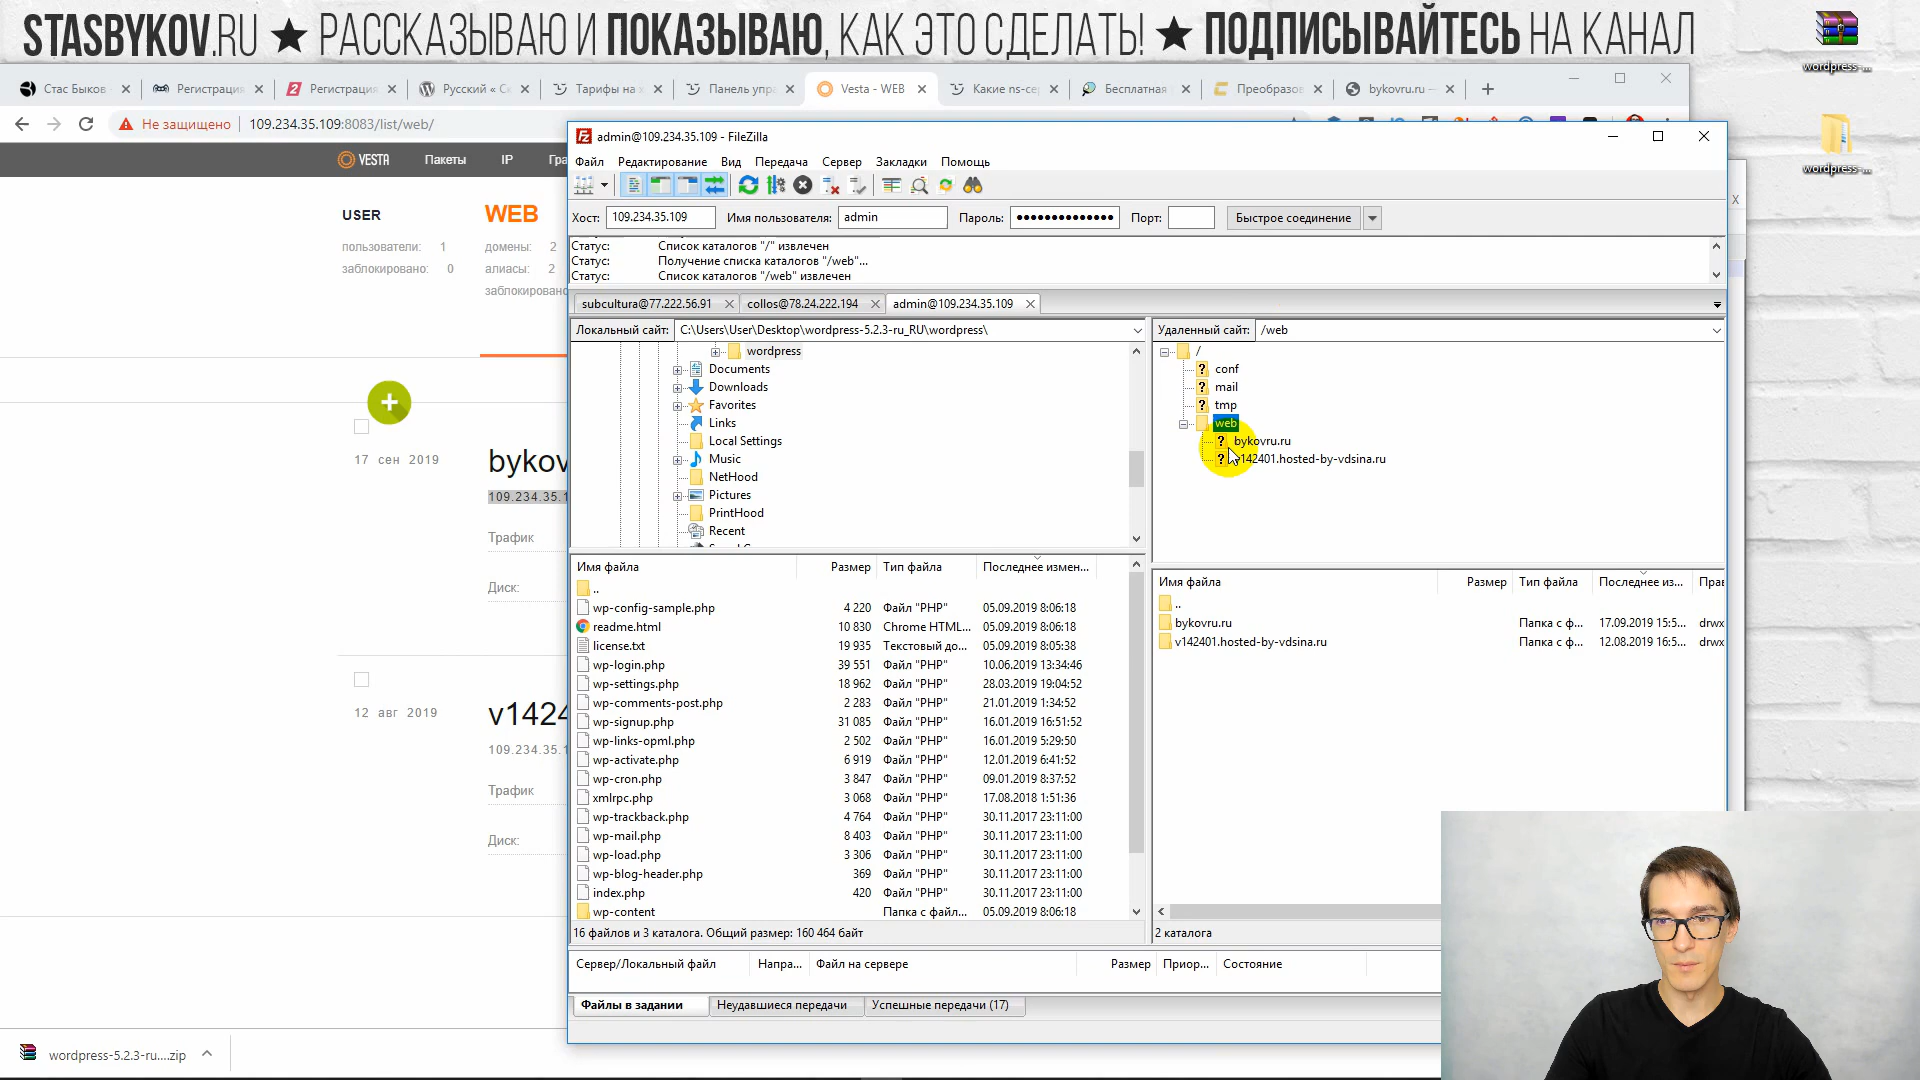 STASBYKOV.RU ★ РАССКАЗЫВАЮ И ПОКАЗЫВАЮ, КАК ЭТО СДЕЛАТЬ! ★ ПОДПИСЫВАЙТЕСЬ НА КАНАЛ
wordpress-...
wordpress-...
Стас Быков
Регистрация
Регистрация
Русский « Ск
Тарифы на х
Панель упра
Vesta - WEB
Какие ns-сер
Бесплатная
Преобразов
bykovru.ru —
Не защищено
109.234.35.109:8083/list/web/
VESTA
Пакеты
IP
Гра
USER
пользователи: 1
заблокировано: 0
WEB
домены: 2
алиасы: 2
заблокировано
17 сен 2019
bykov
109.234.35.1
Трафик
Диск:
12 авг 2019
v1424
109.234.35.1
Трафик
Диск:
wordpress-5.2.3-ru....zip
admin@109.234.35.109 - FileZilla
Файл Редактирование Вид Передача Сервер Закладки Помощь
Хост: 109.234.35.109 Имя пользователя: admin Пароль: ●●●●●●●●●●●●●● Порт: Быстрое соединение
Статус: Список каталогов "/" извлечен
Статус: Получение списка каталогов "/web"...
Статус: Список каталогов "/web" извлечен
subcultura@77.222.56.91
collos@78.24.222.194
admin@109.234.35.109
Локальный сайт: C:\Users\User\Desktop\wordpress-5.2.3-ru_RU\wordpress\
wordpress
Documents
Downloads
Favorites
Links
Local Settings
Music
NetHood
Pictures
PrintHood
Recent
Имя файла Размер Тип файла Последнее измен...
..
wp-config-sample.php 4 220 Файл "PHP" 05.09.2019 8:06:18
readme.html 10 830 Chrome HTML... 05.09.2019 8:06:18
license.txt 19 935 Текстовый до... 05.09.2019 8:05:38
wp-login.php 39 551 Файл "PHP" 10.06.2019 13:34:46
wp-settings.php 18 962 Файл "PHP" 28.03.2019 19:04:52
wp-comments-post.php 2 283 Файл "PHP" 21.01.2019 1:34:52
wp-signup.php 31 085 Файл "PHP" 16.01.2019 16:51:52
wp-links-opml.php 2 502 Файл "PHP" 16.01.2019 5:29:50
wp-activate.php 6 919 Файл "PHP" 12.01.2019 6:41:52
wp-cron.php 3 847 Файл "PHP" 09.01.2019 8:37:52
xmlrpc.php 3 068 Файл "PHP" 17.08.2018 1:51:36
wp-trackback.php 4 764 Файл "PHP" 30.11.2017 23:11:00
wp-mail.php 8 403 Файл "PHP" 30.11.2017 23:11:00
wp-load.php 3 306 Файл "PHP" 30.11.2017 23:11:00
wp-blog-header.php 369 Файл "PHP" 30.11.2017 23:11:00
index.php 420 Файл "PHP" 30.11.2017 23:11:00
wp-content Папка с файл... 05.09.2019 8:06:18
16 файлов и 3 каталога. Общий размер: 160 464 байт
Удаленный сайт: /web
/
conf
mail
tmp
web
bykovru.ru
142401.hosted-by-vdsina.ru
Имя файла Размер Тип файла Последнее из... Прав
..
bykovru.ru Папка с ф... 17.09.2019 15:5... drwx
v142401.hosted-by-vdsina.ru Папка с ф... 12.08.2019 16:5... drwx
2 каталога
Сервер/Локальный файл Напра... Файл на сервере Размер Приор... Состояние
Файлы в задании Неудавшиеся передачи Успешные передачи (17)